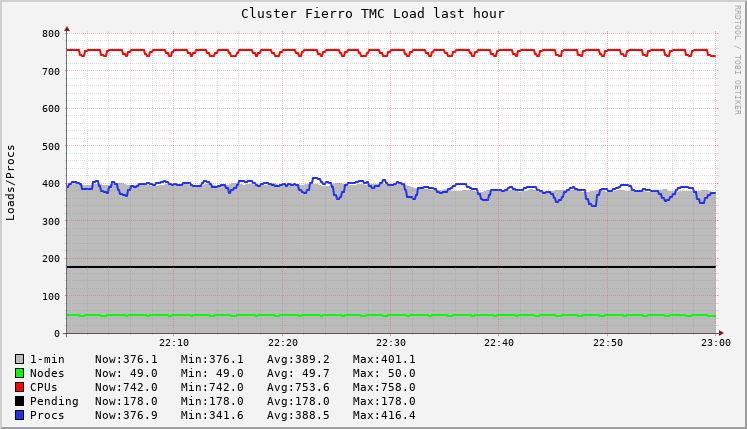 Cluster Fierro TMC Load last hour
RRDTOOL / TOBI OETIKER
Loads/Procs
800
700
600
500
400
300
200
100
0
22:10 22:20 22:30 22:40 22:50 23:00
1-min Now:376.1 Min:376.1 Avg:389.2 Max:401.1
Nodes Now: 49.0 Min: 49.0 Avg: 49.7 Max: 50.0
CPUs Now:742.0 Min:742.0 Avg:753.6 Max:758.0
Pending Now:178.0 Min:178.0 Avg:178.0 Max:178.0
Procs Now:376.9 Min:341.6 Avg:388.5 Max:416.4